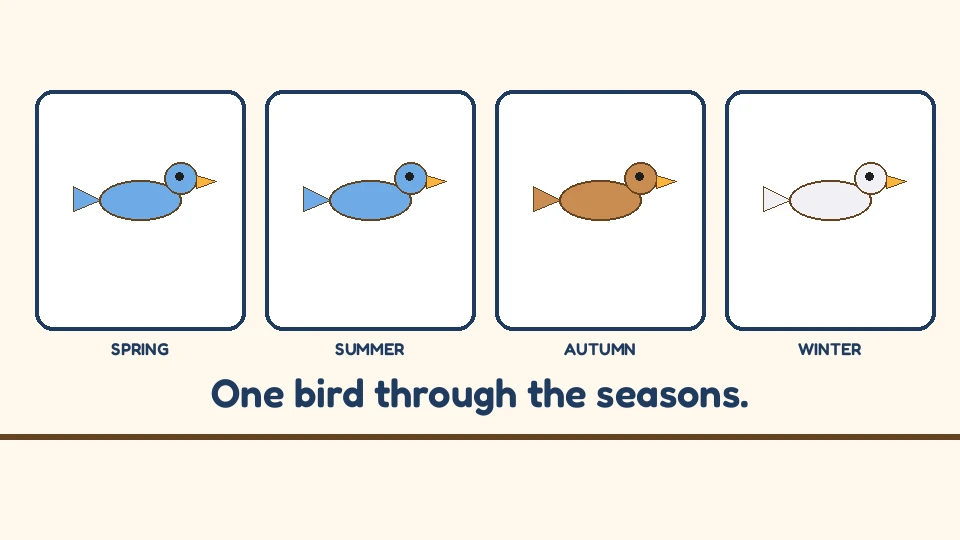 SPRING
SUMMER
AUTUMN
WINTER
One bird through the seasons.